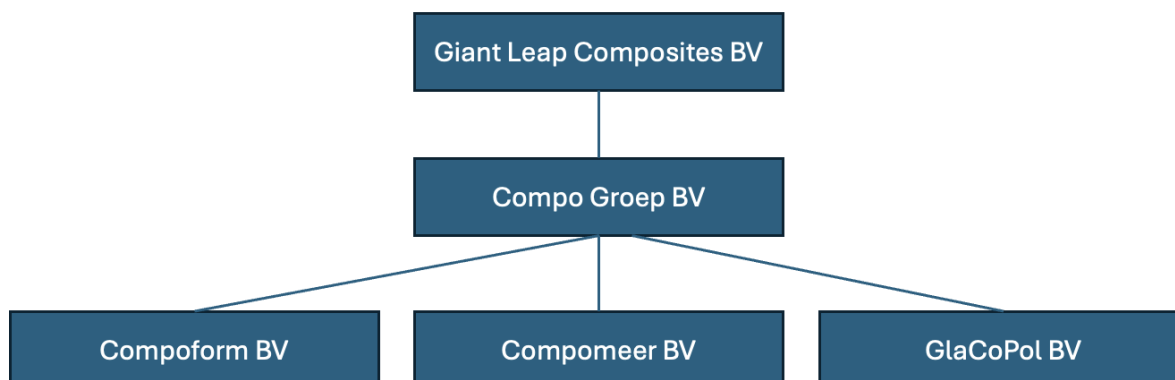 Giant Leap Composites BV
Compo Groep BV
Compoform BV
Compomeer BV
GlaCoPol BV